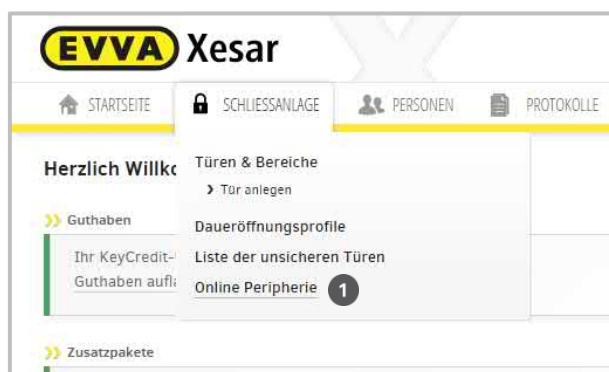 EVVA Xesar
STARTSEITE SCHLIESSANLAGE PERSONEN PROTOKOLLE
Herzlich Willko
Türen & Bereiche
Tür anlegen
Guthaben
Daueröffnungsprofile
Ihr KeyCredit-
Liste der unsicheren Türen
Guthaben aufla
Online Peripherie 1
Zusatzpakete